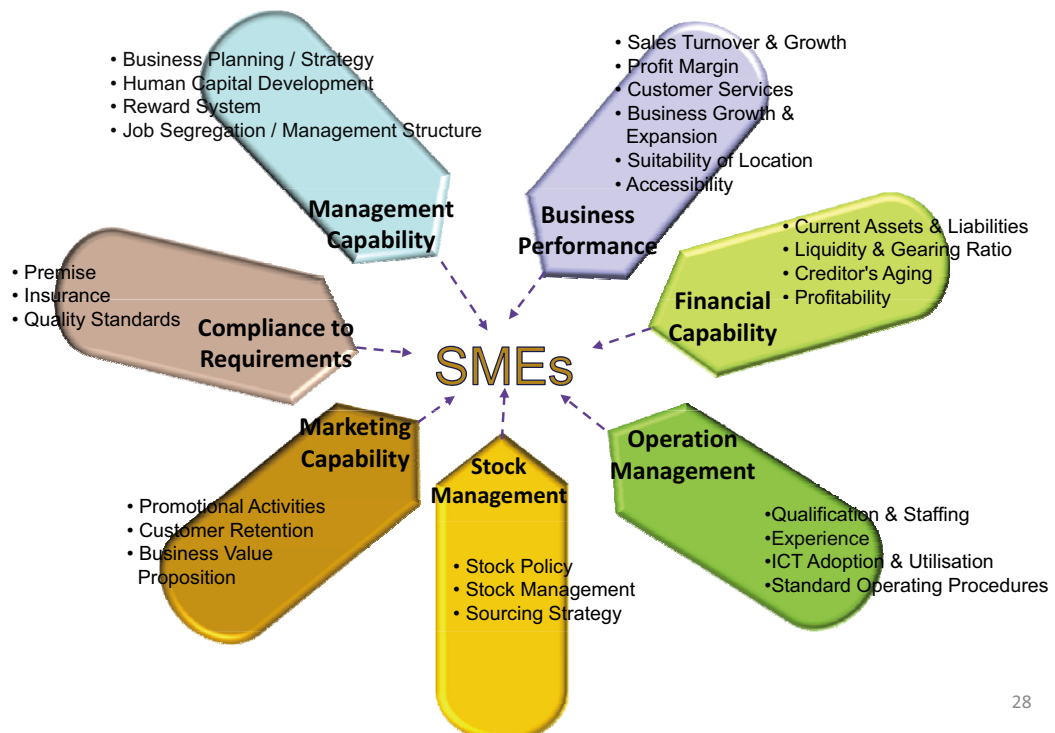 • Business Planning / Strategy
• Human Capital Development
• Reward System
• Job Segregation / Management Structure
Management
Capability
• Sales Turnover & Growth
• Profit Margin
• Customer Services
• Business Growth &
Expansion
• Suitability of Location
• Accessibility
Business
Performance
• Premise
• Insurance
• Quality Standards
Compliance to
Requirements
• Current Assets & Liabilities
• Liquidity & Gearing Ratio
• Creditor's Aging
• Profitability
Financial
Capability
SMEs
Marketing
Capability
• Promotional Activities
• Customer Retention
• Business Value
Proposition
Stock
Management
• Stock Policy
• Stock Management
• Sourcing Strategy
Operation
Management
•Qualification & Staffing
•Experience
•ICT Adoption & Utilisation
•Standard Operating Procedures
28